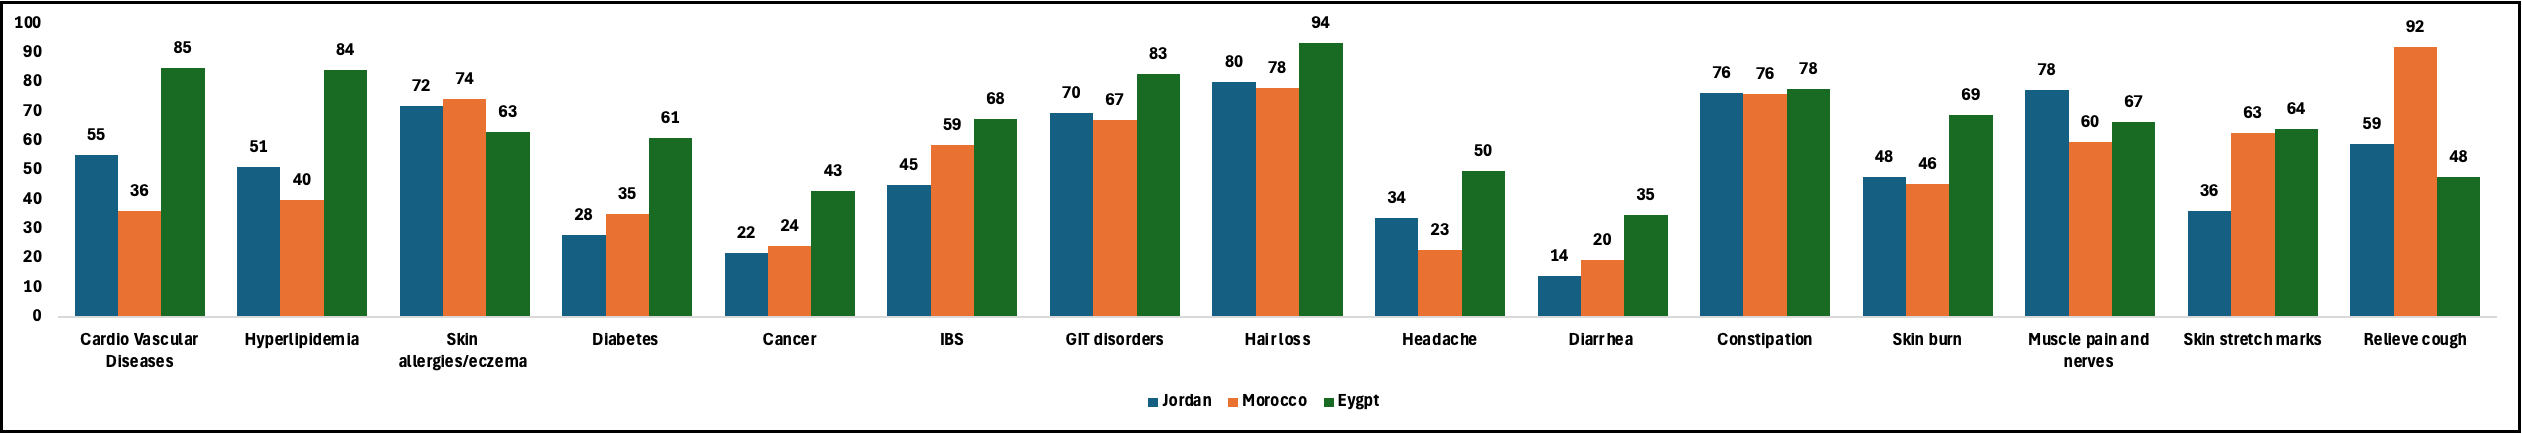 100
90
80
70
60
50
40
30
20
10
0
55
36
85
51
40
84
72
74
63
28
35
61
22
24
43
45
59
68
70
67
83
80
78
94
34
23
50
14
20
35
76
76
78
48
46
69
78
60
67
36
63
64
59
92
48
Cardio Vascular
Diseases
Hyperlipidemia
Skin
allergies/eczema
Diabetes
Cancer
IBS
GIT disorders
Hair loss
Headache
Diarrhea
Constipation
Skin burn
Muscle pain and
nerves
Skin stretch marks
Relieve cough
Jordan
Morocco
Eygpt